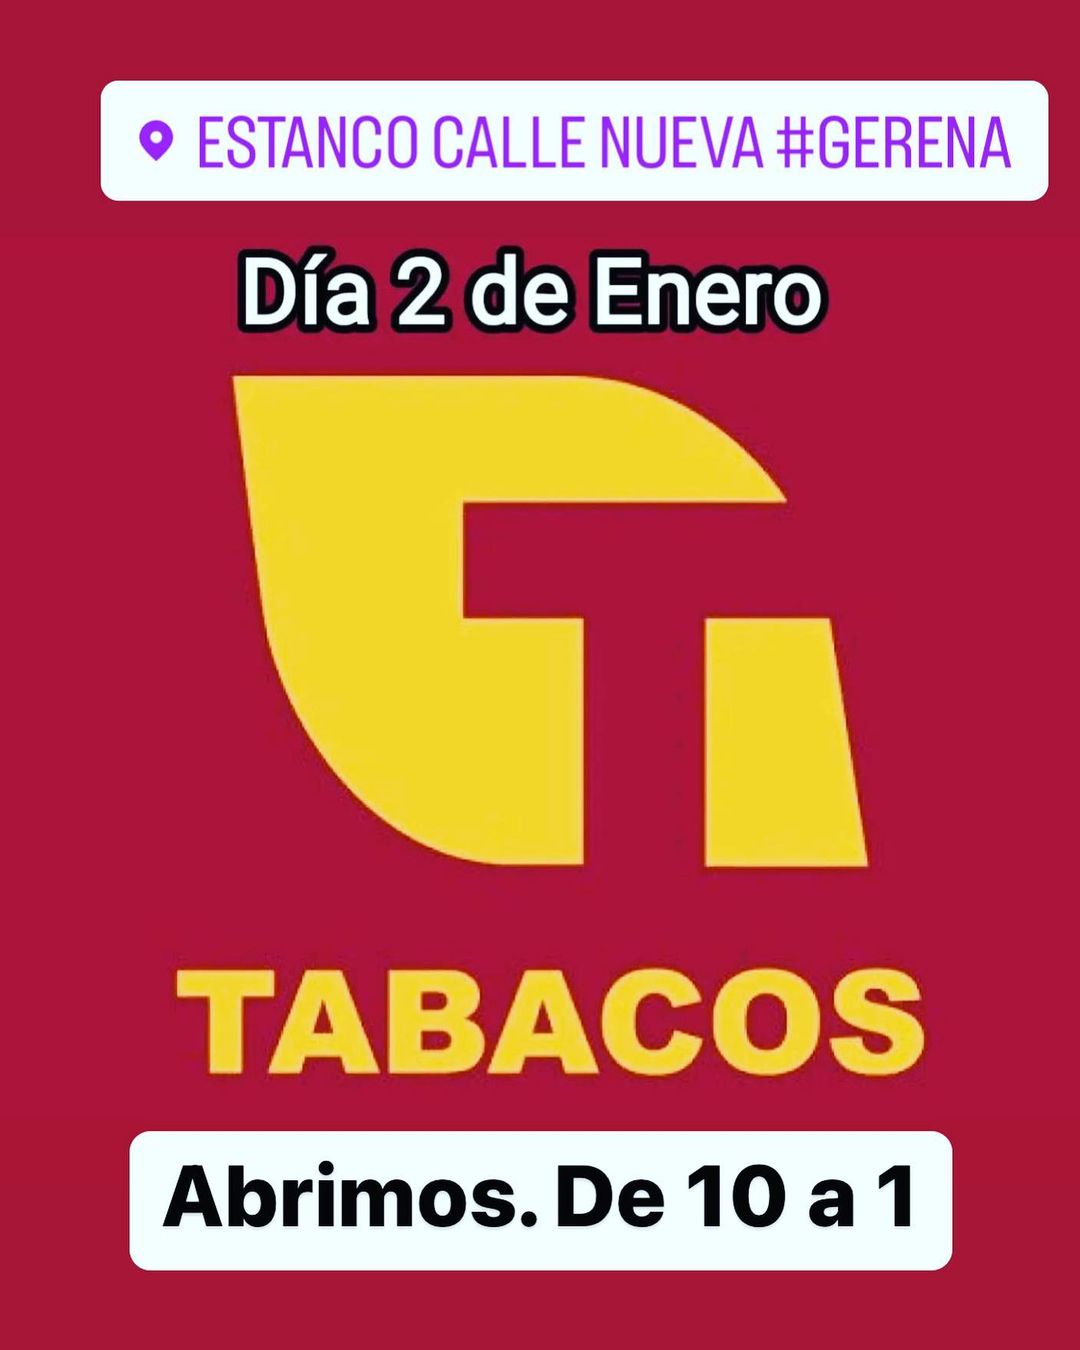 ESTANCO CALLE NUEVA #GERENA
Día 2 de Enero
T
TABACOS
Abrimos. De 10 a 1